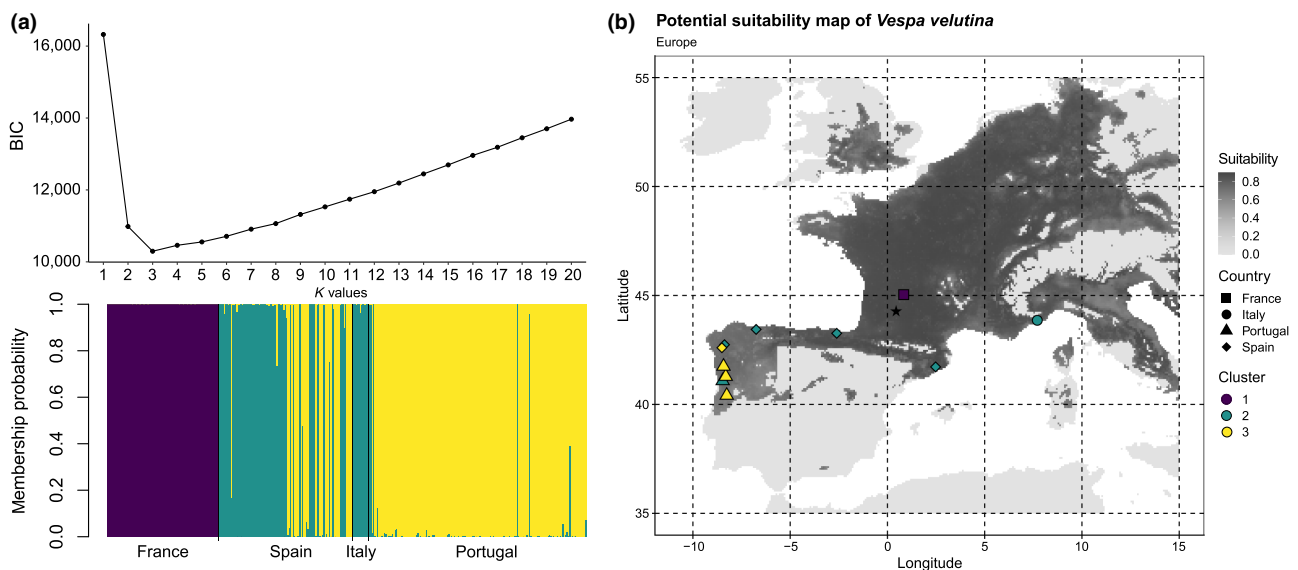 (a)
BIC
16,000
14,000
12,000
10,000
1 2 3 4 5 6 7 8 9 10 11 12 13 14 15 16 17 18 19 20
K values
Membership probability
1.0
0.8
0.6
0.4
0.2
0.0
France Spain Italy Portugal
(b) Potential suitability map of Vespa velutina
Europe
Latitude
55
50
45
40
35
−10 −5 0 5 10 15
Longitude
Suitability
0.8
0.6
0.4
0.2
0.0
Country
France
Italy
Portugal
Spain
Cluster
1
2
3